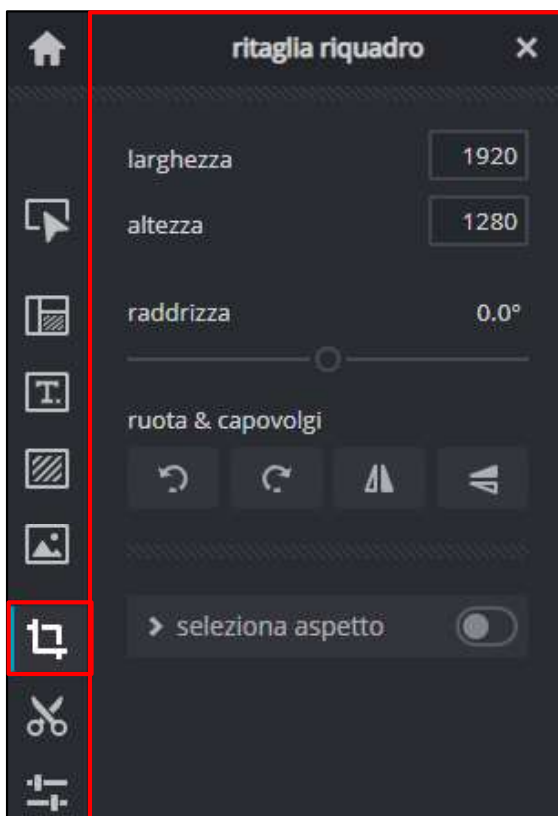 ritaglia riquadro
larghezza 1920
altezza 1280
raddrizza 0.0°
ruota & capovolgi
T.
seleziona aspetto